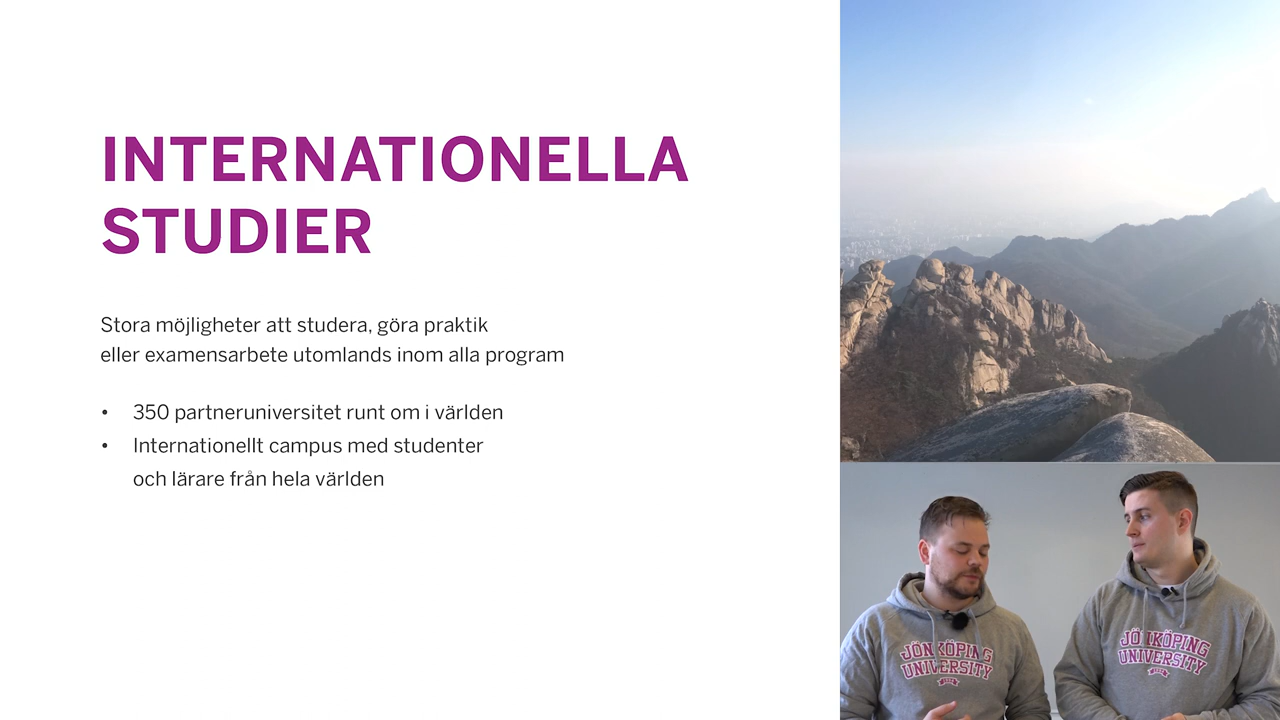 INTERNATIONELLA
STUDIER
Stora möjligheter att studera, göra praktik
eller examensarbete utomlands inom alla program
• 350 partneruniversitet runt om i världen
• Internationellt campus med studenter
och lärare från hela världen
JÖNKÖPING
UNIVERSITY
JÖNKÖPING
UNIVERSITY